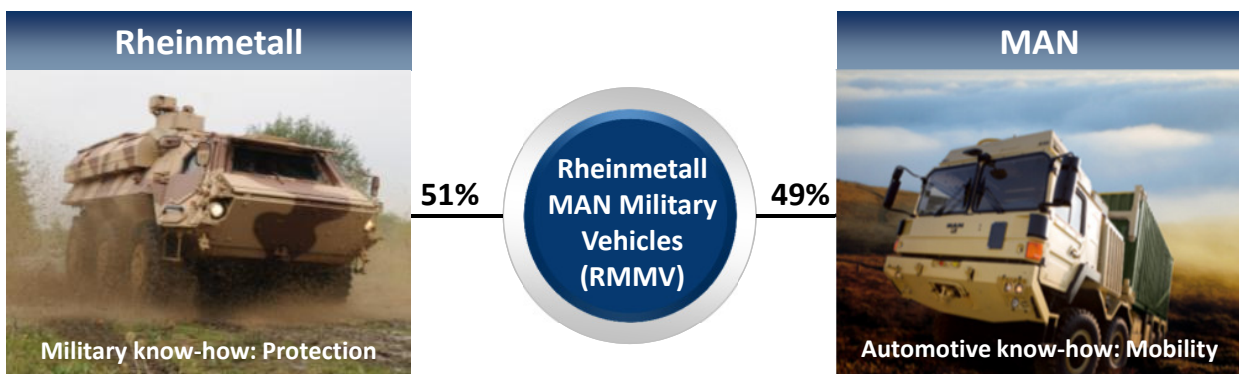 Rheinmetall
MAN
51%
Rheinmetall
MAN Military
Vehicles
(RMMV)
49%
Military know-how: Protection
Automotive know-how: Mobility